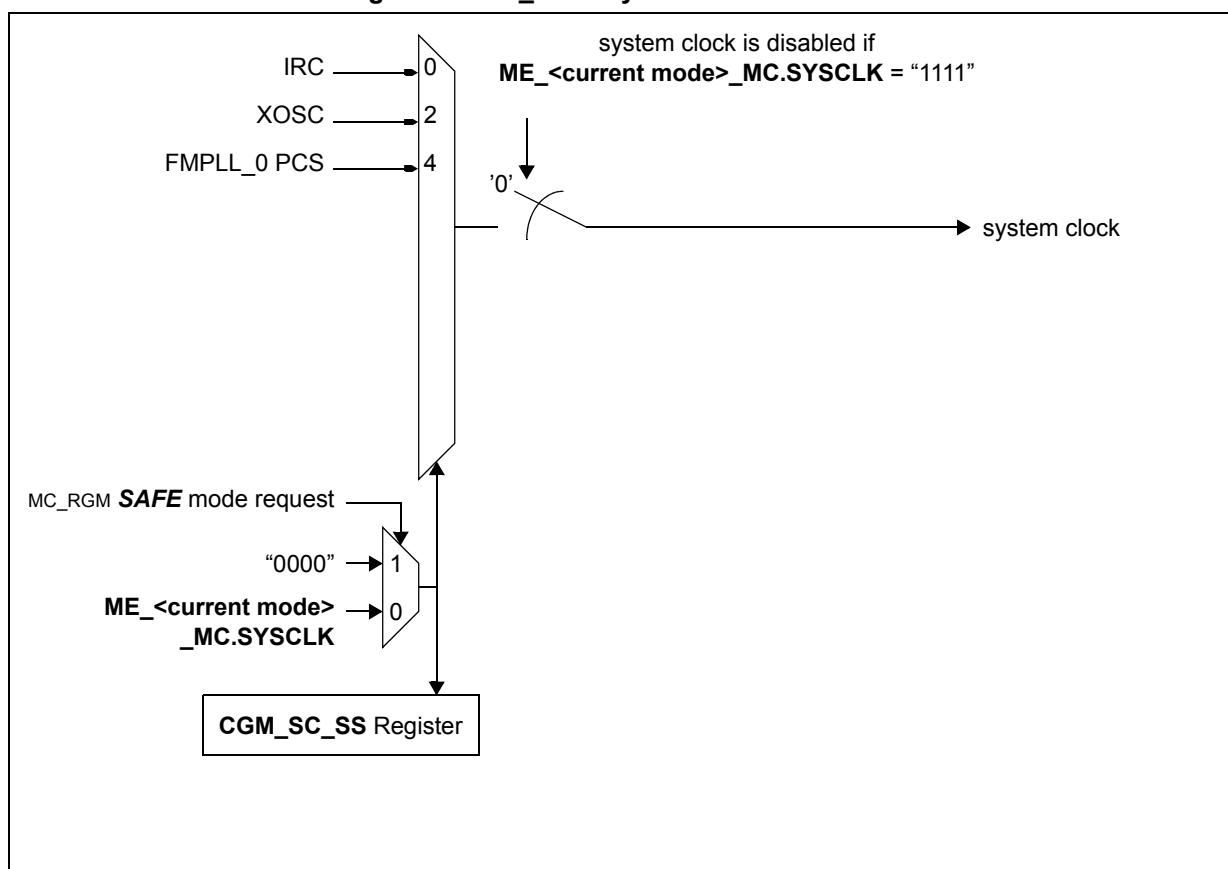 system clock is disabled if
ME_<current mode>_MC.SYSCLK = “1111”
IRC
0
XOSC
2
FMPLL_0 PCS
4
’0’
system clock
MC_RGM SAFE mode request
“0000”
1
ME_<current mode>
_MC.SYSCLK
0
CGM_SC_SS Register